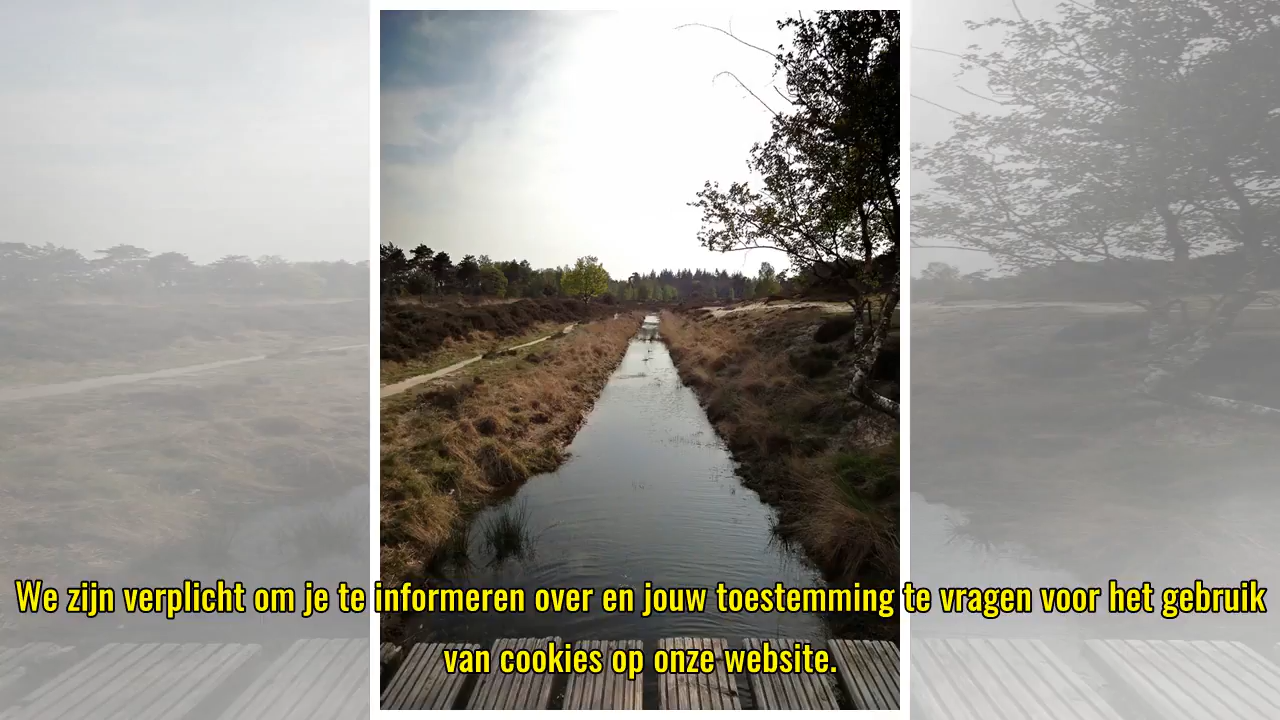 We zijn verplicht om je te informeren over en jouw toestemming te vragen voor het gebruik
van cookies op onze website.